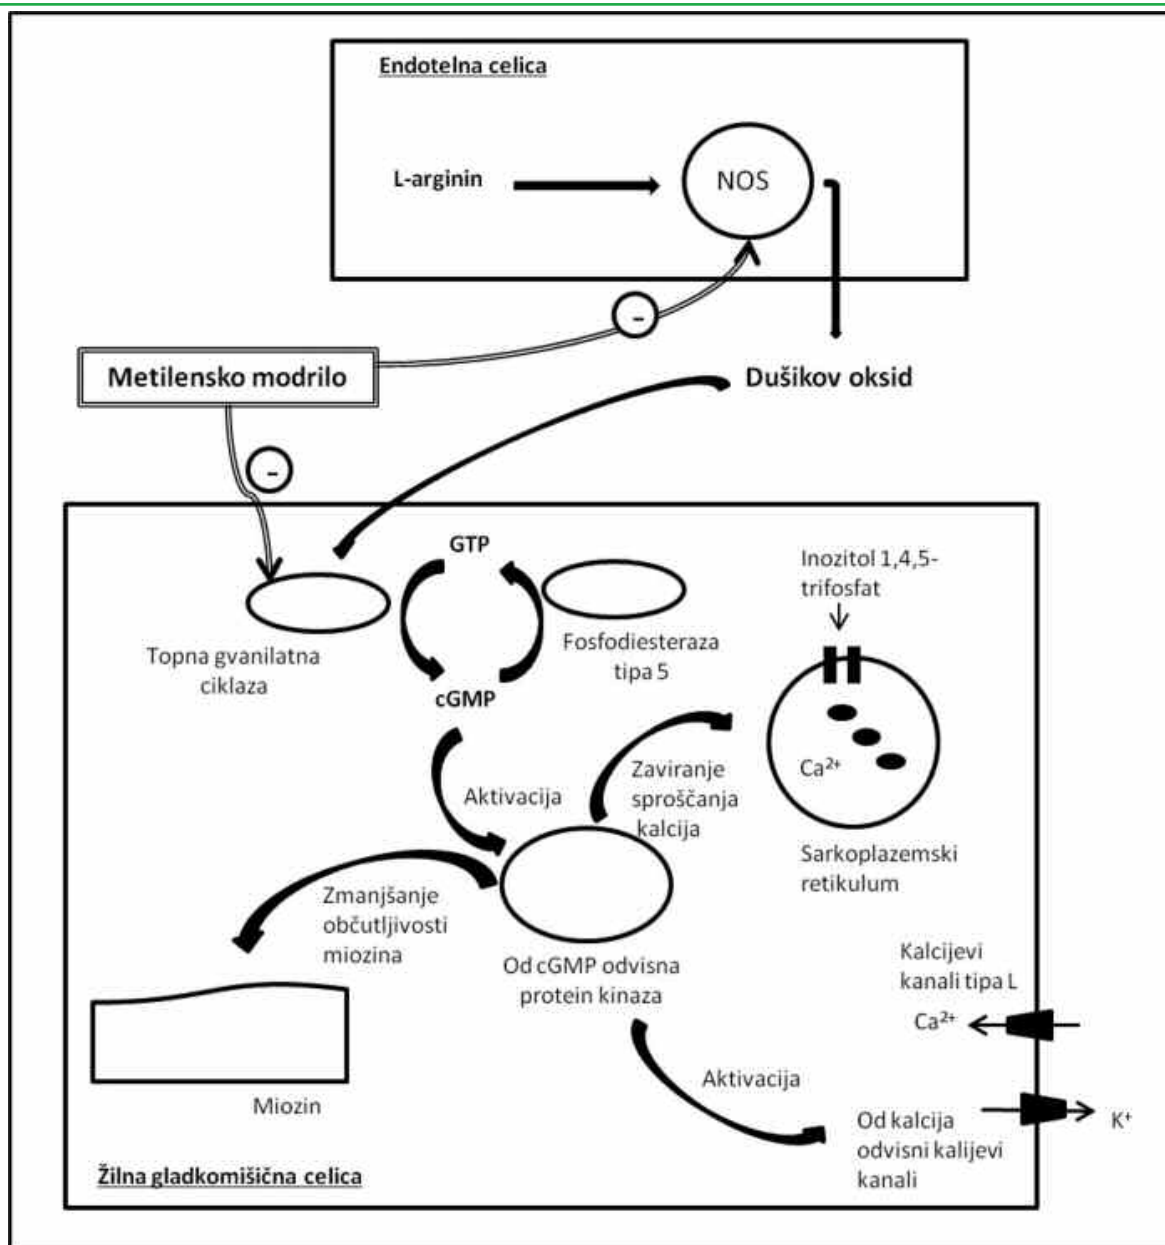 Endotelna celica
L-arginin
NOS
-
Metilensko modrilo
Dušikov oksid
-
GTP
Inozitol 1,4,5-
trifosfat
Topna gvanilatna
ciklaza
Fosfodiesteraza
tipa 5
cGMP
Aktivacija
Zaviranje
sproščanja
kalcija
Ca²⁺
Sarkoplazemski
retikulum
Zmanjšanje
občutljivosti
miozina
Od cGMP odvisna
protein kinaza
Kalcijevi
kanali tipa L
Ca²⁺
Aktivacija
Miozin
Od kalcija
odvisni kalijevi
kanali
K⁺
Žilna gladkomišična celica